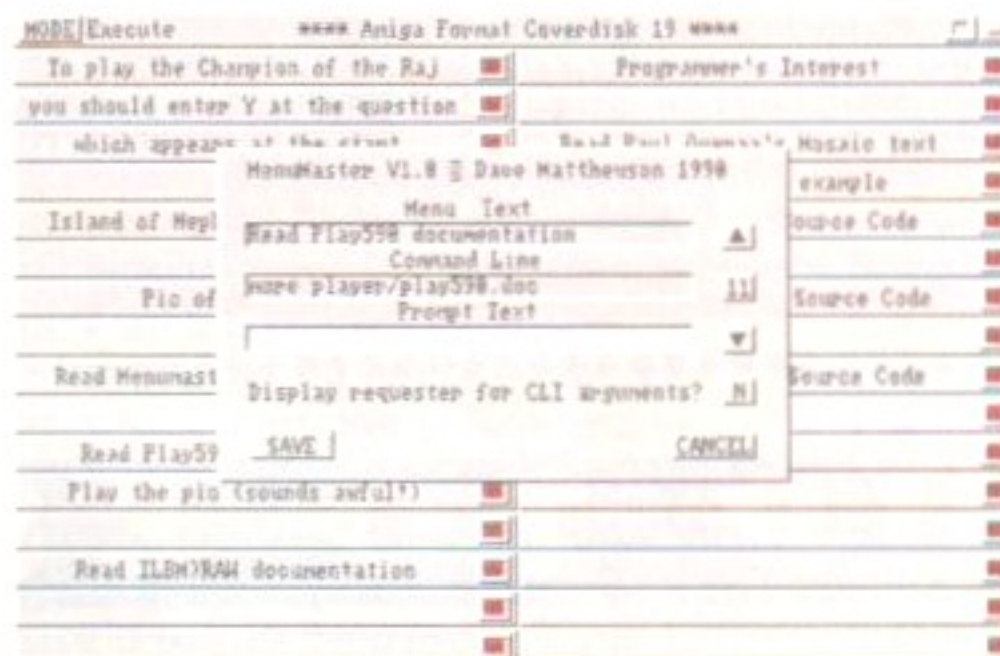 MODE Execute **** Amiga Format Coverdisk 19 ****
To play the Champion of the Raj
Programmer's Interest
you should enter Y at the question
which appears at the start
Read Paul Mosaic text
example
Island of
Source Code
Pic of
Source Code
Read Menumast
Source Code
Read Play59
Play the pic (sounds awful!)
Read ILBM>RAW documentation
MenuMaster V1.0 © Dave Mattheuson 1990
Menu Text
Read Play590 documentation
Command Line
more player/play590.doc
11
Prompt Text
Display requester for CLI arguments? N
SAVE CANCEL